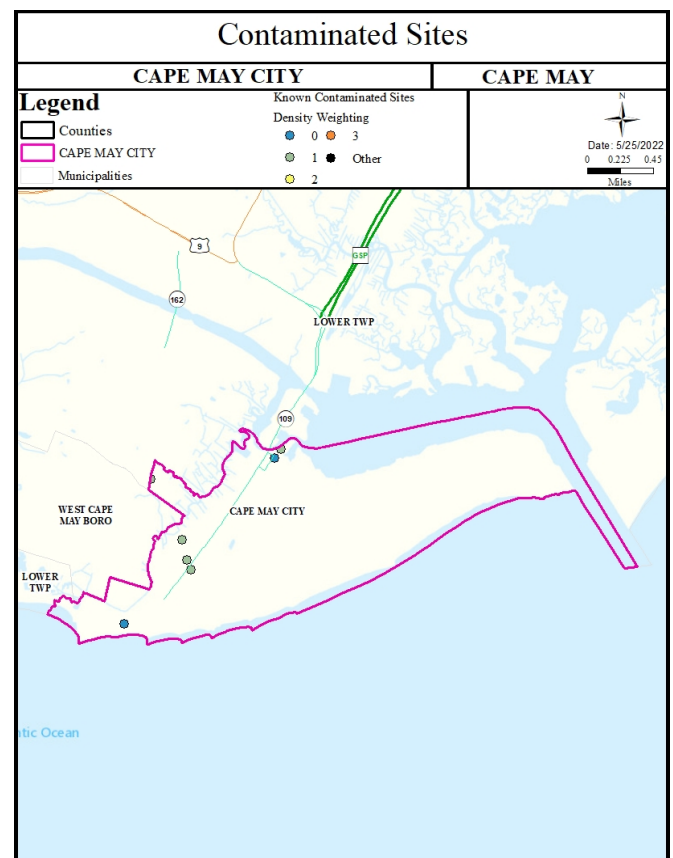 Contaminated Sites
CAPE MAY CITY
CAPE MAY
Legend
Counties
CAPE MAY CITY
Municipalities
Known Contaminated Sites
Density Weighting
0 3
1 Other
2
N
Date: 5/25/2022
0 0.225 0.45
Miles
9
GSP
162
LOWER TWP
109
WEST CAPE
MAY BORO
CAPE MAY CITY
LOWER
TWP
ntic Ocean